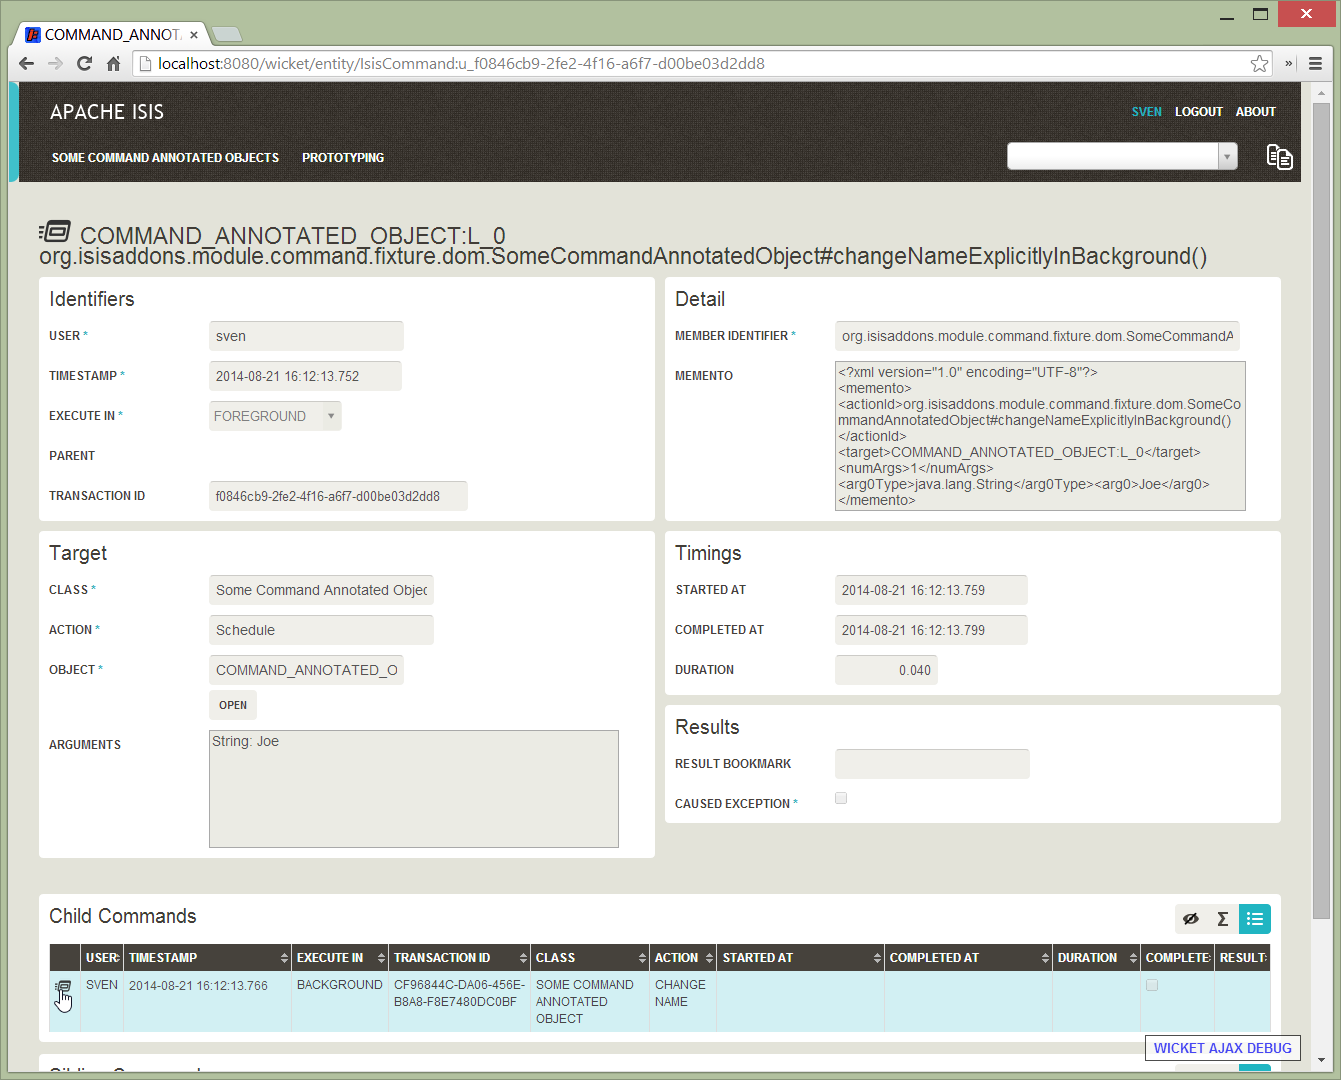 COMMAND_ANNOT
localhost:8080/wicket/entity/IsisCommand:u_f0846cb9-2fe2-4f16-a6f7-d00be03d2dd8
APACHE ISIS
SVEN LOGOUT ABOUT
SOME COMMAND ANNOTATED OBJECTS PROTOTYPING
COMMAND_ANNOTATED_OBJECT:L_0
org.isisaddons.module.command.fixture.dom.SomeCommandAnnotatedObject#changeNameExplicitlyInBackground()
Identifiers
USER *
sven
TIMESTAMP *
2014-08-21 16:12:13.752
EXECUTE IN *
FOREGROUND
PARENT
TRANSACTION ID
f0846cb9-2fe2-4f16-a6f7-d00be03d2dd8
Detail
MEMBER IDENTIFIER *
org.isisaddons.module.command.fixture.dom.SomeCommandA
MEMENTO
<?xml version="1.0" encoding="UTF-8"?>
<memento>
<actionId>org.isisaddons.module.command.fixture.dom.SomeCo
mmandAnnotatedObject#changeNameExplicitlyInBackground()
</actionId>
<target>COMMAND_ANNOTATED_OBJECT:L_0</target>
<numArgs>1</numArgs>
<arg0Type>java.lang.String</arg0Type><arg0>Joe</arg0>
</memento>
Target
CLASS *
Some Command Annotated Objec
ACTION *
Schedule
OBJECT *
COMMAND_ANNOTATED_O
OPEN
ARGUMENTS
String: Joe
Timings
STARTED AT
2014-08-21 16:12:13.759
COMPLETED AT
2014-08-21 16:12:13.799
DURATION
0.040
Results
RESULT BOOKMARK
CAUSED EXCEPTION *
Child Commands
USER TIMESTAMP EXECUTE IN TRANSACTION ID CLASS ACTION STARTED AT COMPLETED AT DURATION COMPLETE RESULT
SVEN 2014-08-21 16:12:13.766 BACKGROUND CF96844C-DA06-456E- SOME COMMAND CHANGE
B8A8-F8E7480DC0BF ANNOTATED NAME
OBJECT
WICKET AJAX DEBUG